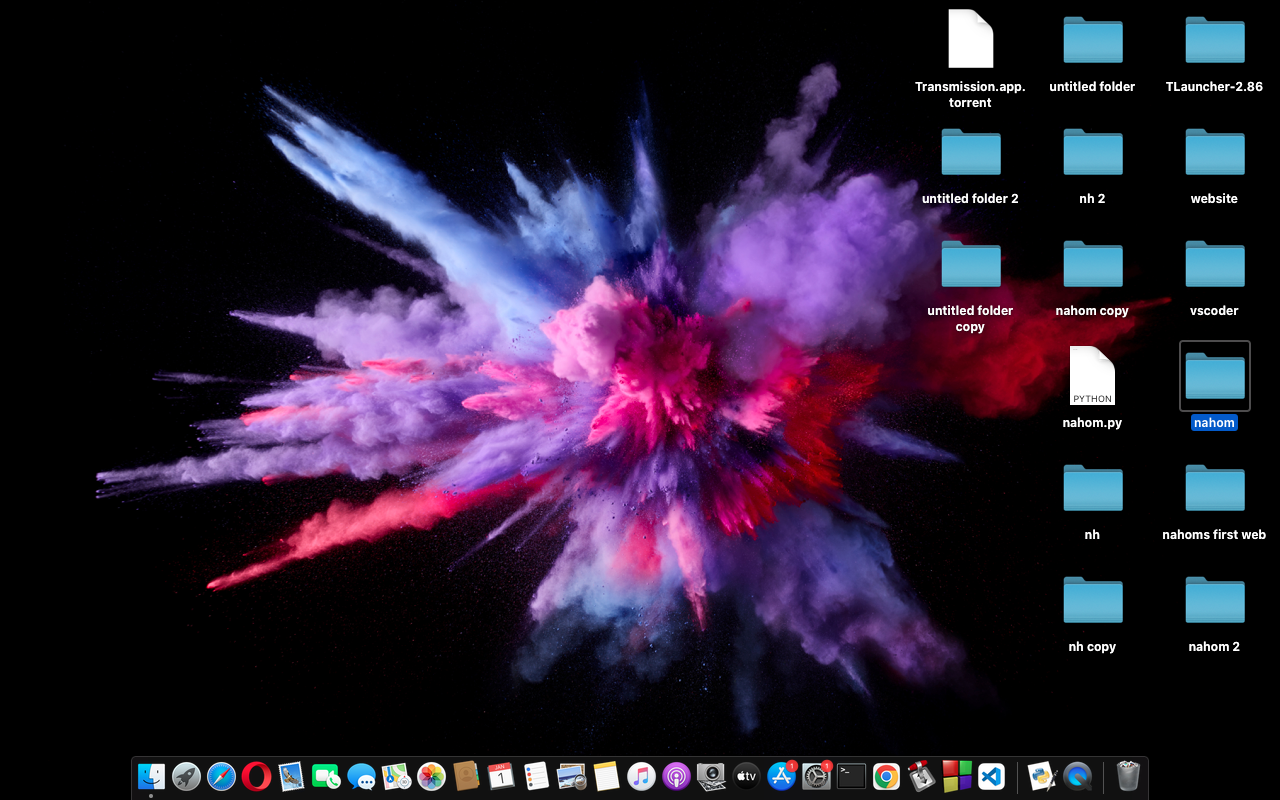 Transmission.app.
torrent
untitled folder
TLauncher-2.86
untitled folder 2
nh 2
website
untitled folder
copy
nahom copy
vscoder
PYTHON
nahom.py
nahom
nh
nahoms first web
nh copy
nahom 2
JAN
1
tv
1
1
>_